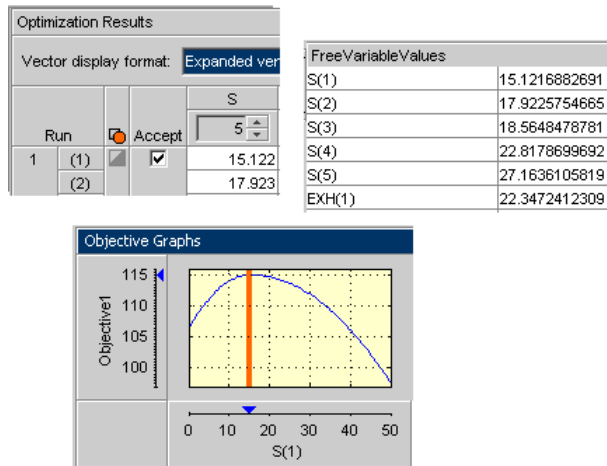 Optimization Results
Vector display format: Expanded ver
S
Run Accept 5
1 (1) 15.122
(2) 17.923
FreeVariableValues
S(1) 15.1216882691
S(2) 17.9225754665
S(3) 18.5648478781
S(4) 22.8178699692
S(5) 27.1636105819
EXH(1) 22.3472412309
Objective Graphs
Objective1
115
110
105
100
0 10 20 30 40 50
S(1)